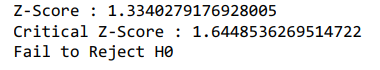 Z-Score : 1.3340279176928005
Critical Z-Score : 1.6448536269514722
Fail to Reject H0